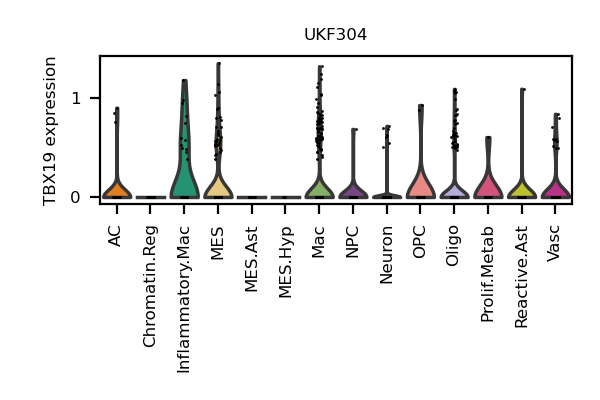 UKF304
TBX19 expression
1
0
AC
Chromatin.Reg
Inflammatory.Mac
MES
MES.Ast
MES.Hyp
Mac
NPC
Neuron
OPC
Oligo
Prolif.Metab
Reactive.Ast
Vasc